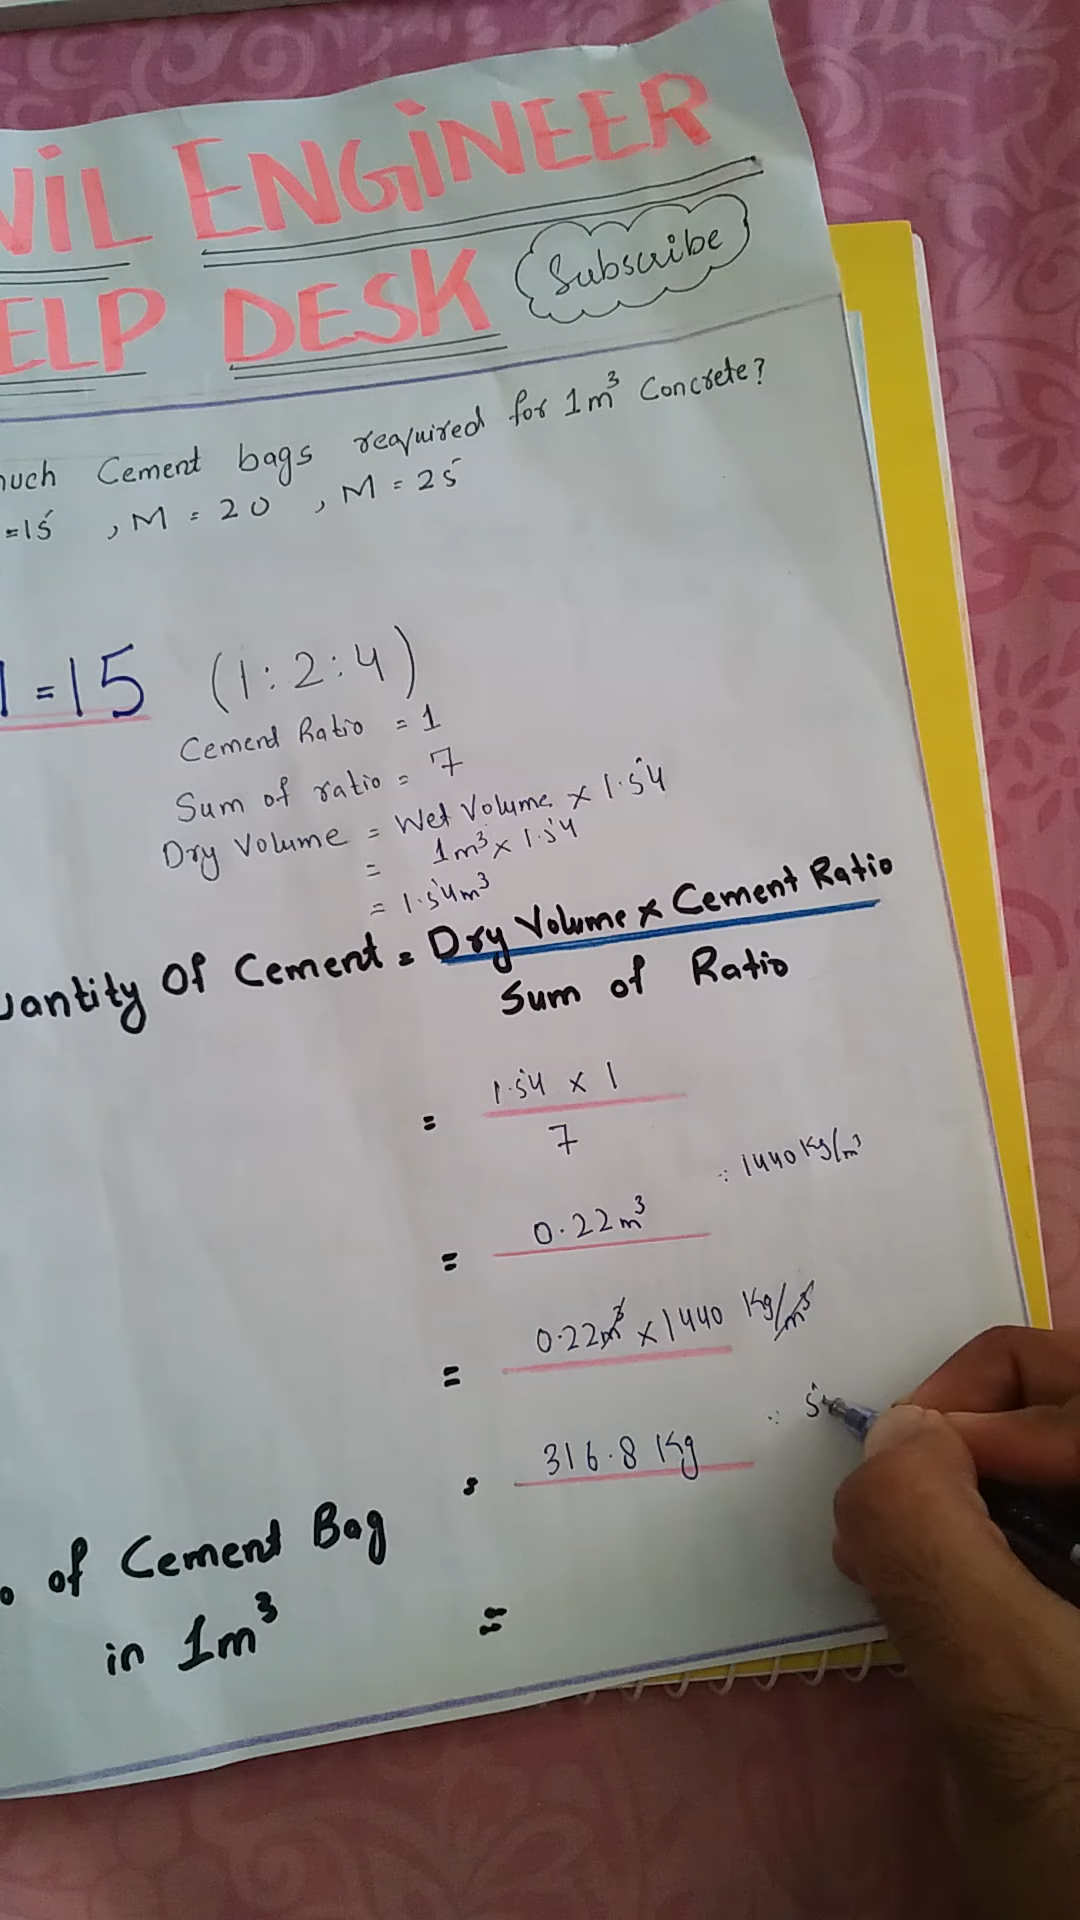 VIL ENGINEER
ELP DESK Subscribe
much Cement bags required for 1m³ Concrete?
=15 , M = 20 , M = 25
=15 (1:2:4)
Cement Ratio = 1
Sum of ratio = 7
Dry Volume = Wet Volume × 1.54
= 1m³ × 1.54
= 1.54m³
uantity Of Cement = Dry Volume × Cement Ratio
Sum of Ratio
= 1.54 × 1
7
∵ 1440 Kg/m³
= 0.22m³
= 0.22m³ × 1440 Kg/m³
= 316.8 Kg ∵ 5
of Cement Bag
in 1m³ =